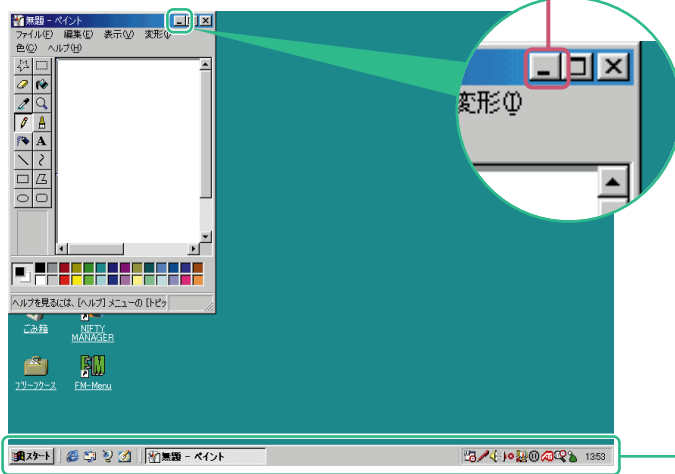 無題 - ペイント
ファイル(F) 編集(E) 表示(V) 変形(I)
色(C) ヘルプ(H)
変形(I)
A
ヘルプを見るには、[ヘルプ] メニューの [トピッ
ごみ箱
NIFTY
MANAGER
ブリーフケース
FM-Menu
スタート
無題 - ペイント
13:53